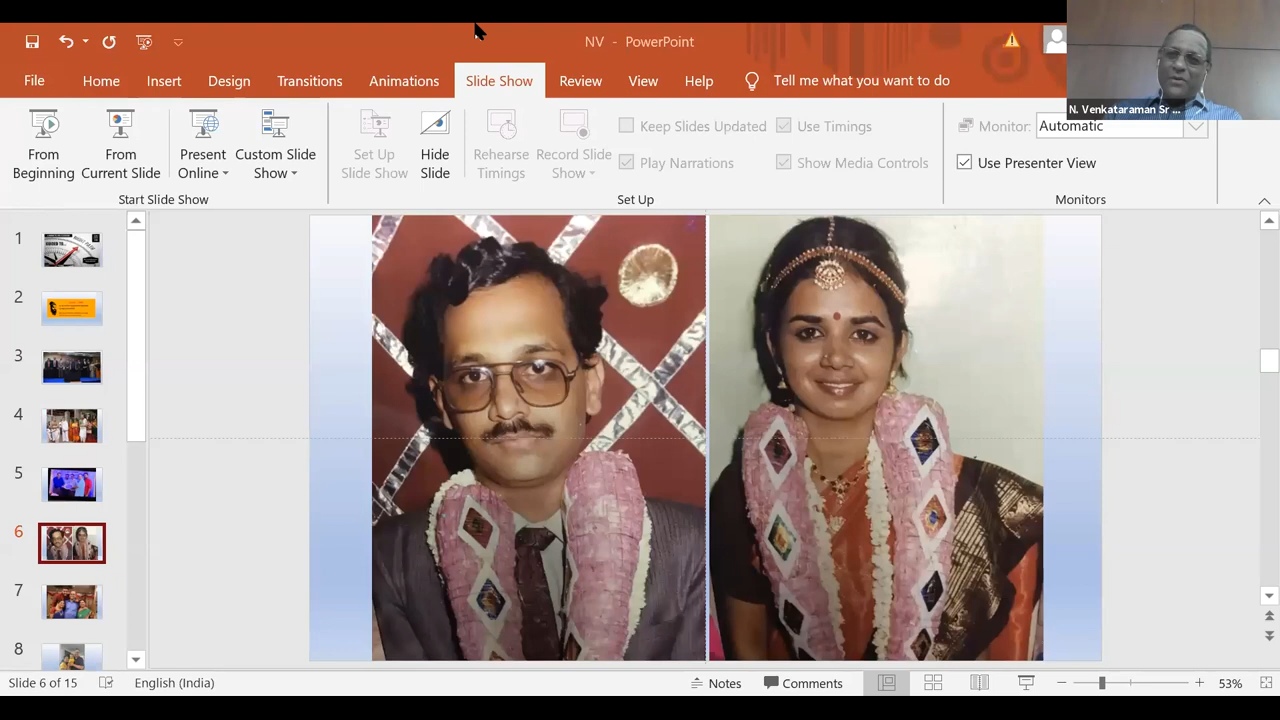 NV - PowerPoint
File Home Insert Design Transitions Animations Slide Show Review View Help Tell me what you want to do
N. Venkataraman Sr ...
From Beginning
From Current Slide
Present Online
Custom Slide Show
Set Up Slide Show
Hide Slide
Rehearse Timings
Record Slide Show
Keep Slides Updated
Play Narrations
Use Timings
Show Media Controls
Monitor: Automatic
Use Presenter View
Start Slide Show
Set Up
Monitors
1
2
3
4
5
6
7
8
Slide 6 of 15
English (India)
Notes
Comments
53%